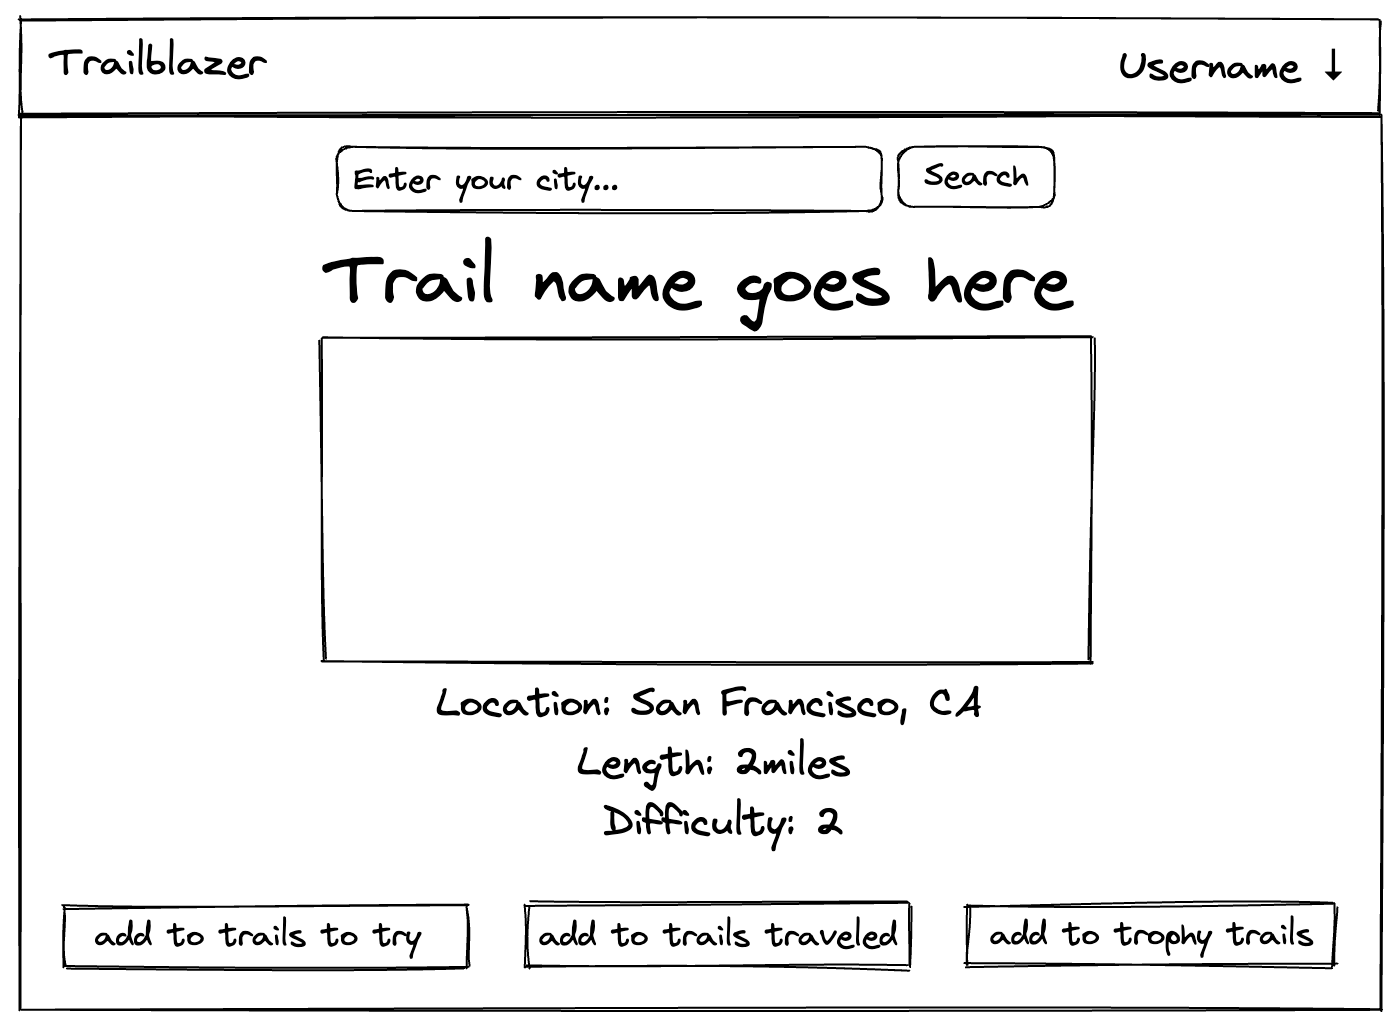 Trailblazer
Username ↓
Enter your city...
Search
Trail name goes here
Location: San Francisco, CA
Length: 2miles
Difficulty: 2
add to trails to try
add to trails traveled
add to trophy trails